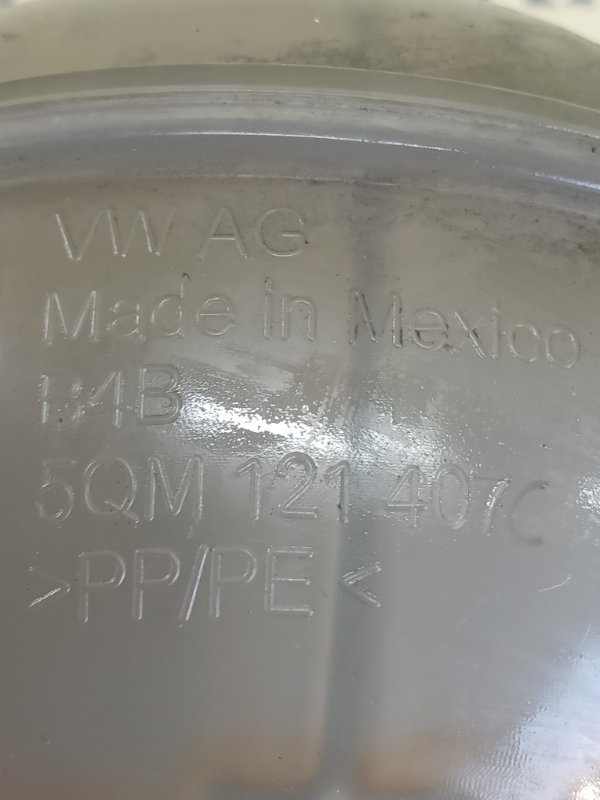 VW AG
Made in Mexico
B4B
5QM 121 407C
>PP/PE<